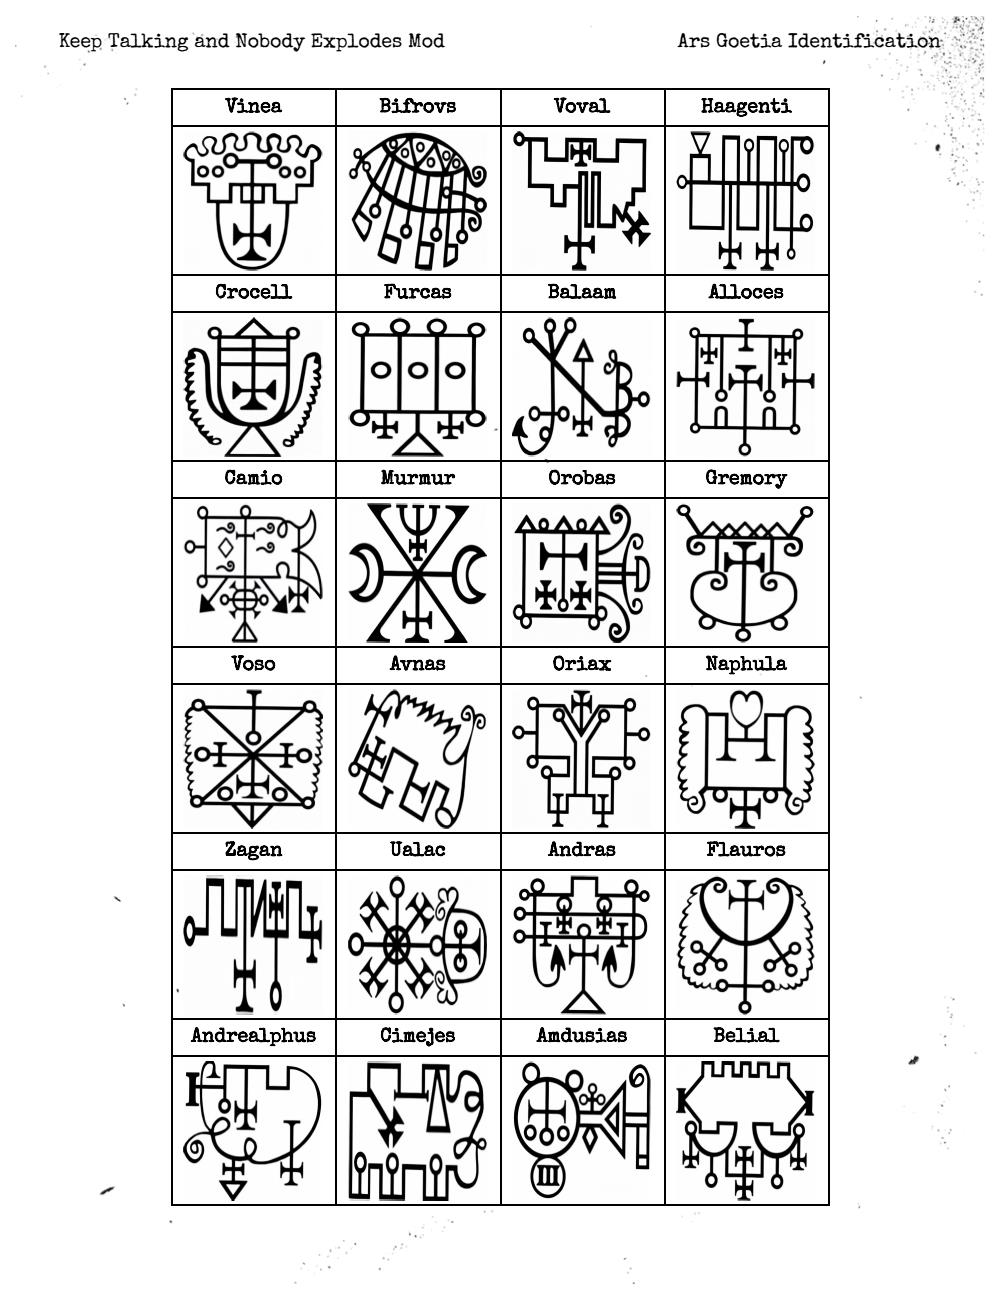 Keep Talking and Nobody Explodes Mod Ars Goetia Identification
Vinea Bifrovs Voval Haagenti
Crocell Furcas Balaam Alloces
Camio Murmur Orobas Gremory
Voso Avnas Oriax Naphula
Zagan Ualac Andras Flauros
Andrealphus Cimejes Amdusias Belial
III